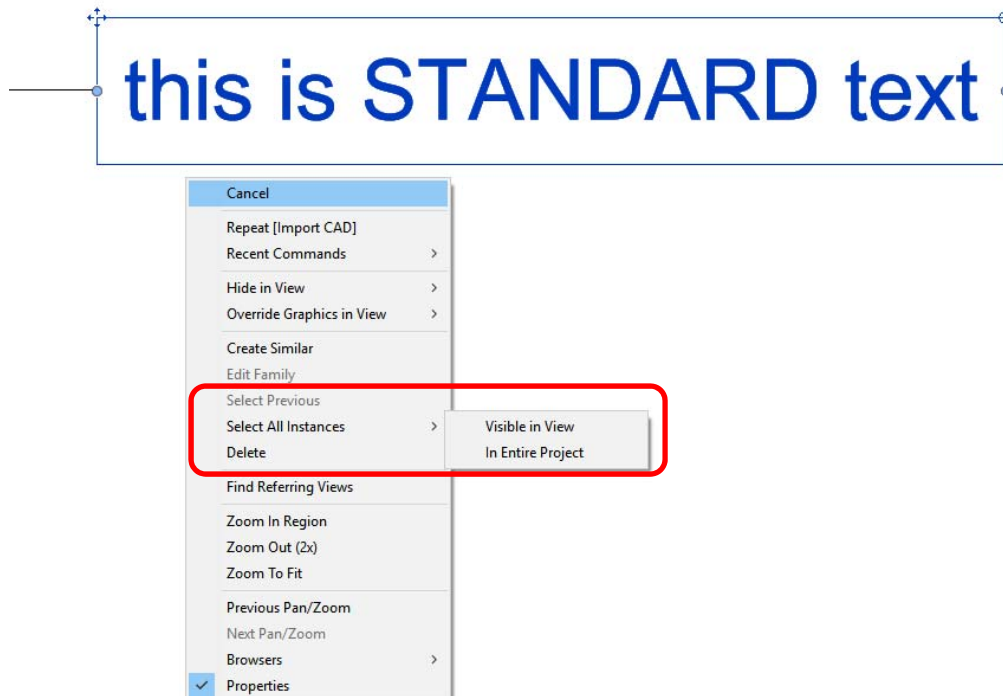 this is STANDARD text
Cancel
Repeat [Import CAD]
Recent Commands
Hide in View
Override Graphics in View
Create Similar
Edit Family
Select Previous
Select All Instances
Visible in View
Delete
In Entire Project
Find Referring Views
Zoom In Region
Zoom Out (2x)
Zoom To Fit
Previous Pan/Zoom
Next Pan/Zoom
Browsers
Properties